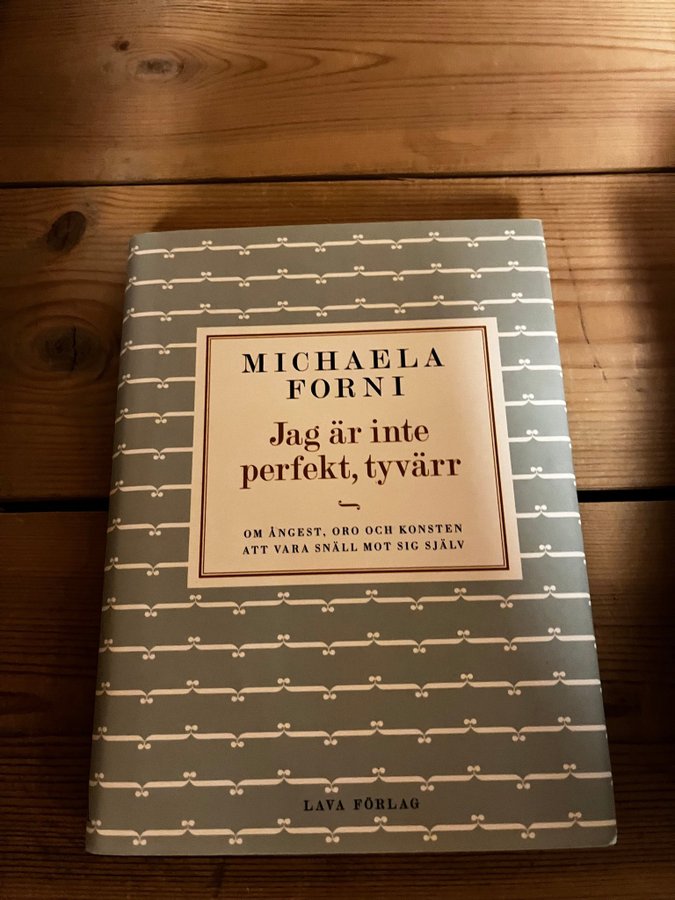 MICHAELA
FORNI
Jag är inte
perfekt, tyvärr
OM ÅNGEST, ORO OCH KONSTEN
ATT VARA SNÄLL MOT SIG SJÄLV
LAVA FÖRLAG